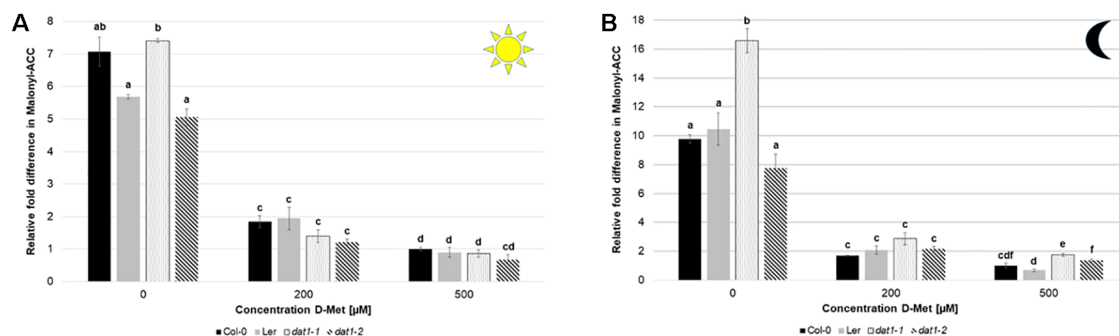 A
Relative fold difference in Malonyl-ACC
8
7
6
5
4
3
2
1
0
ab
a
b
a
c
c
c
c
d
d
d
cd
0
200
500
Concentration D-Met [µM]
Col-0 Ler dat1-1 dat1-2
B
Relative fold difference in Malonyl-ACC
18
16
14
12
10
8
6
4
2
0
a
a
b
a
c
c
c
c
cdf
d
e
f
0
200
500
Concentration D-Met [µM]
Col-0 Ler dat1-1 dat1-2